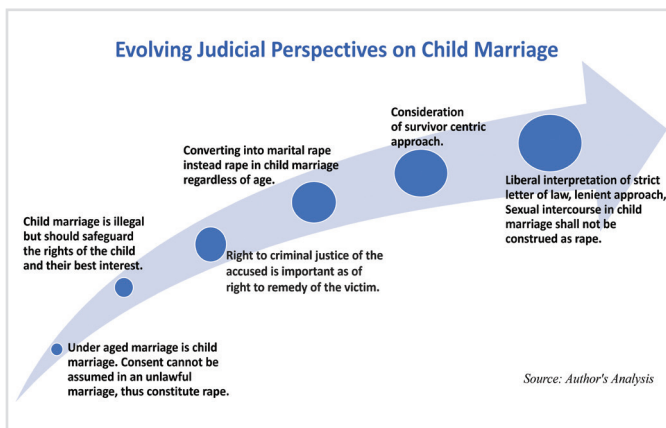 Evolving Judicial Perspectives on Child Marriage
Under aged marriage is child
marriage. Consent cannot be
assumed in an unlawful
marriage, thus constitute rape.
Child marriage is illegal
but should safeguard
the rights of the child
and their best interest.
Right to criminal justice of the
accused is important as of
right to remedy of the victim.
Converting into marital rape
instead rape in child marriage
regardless of age.
Consideration
of survivor centric
approach.
Liberal interpretation of strict
letter of law, lenient approach,
Sexual intercourse in child
marriage shall not be
construed as rape.
Source: Author's Analysis